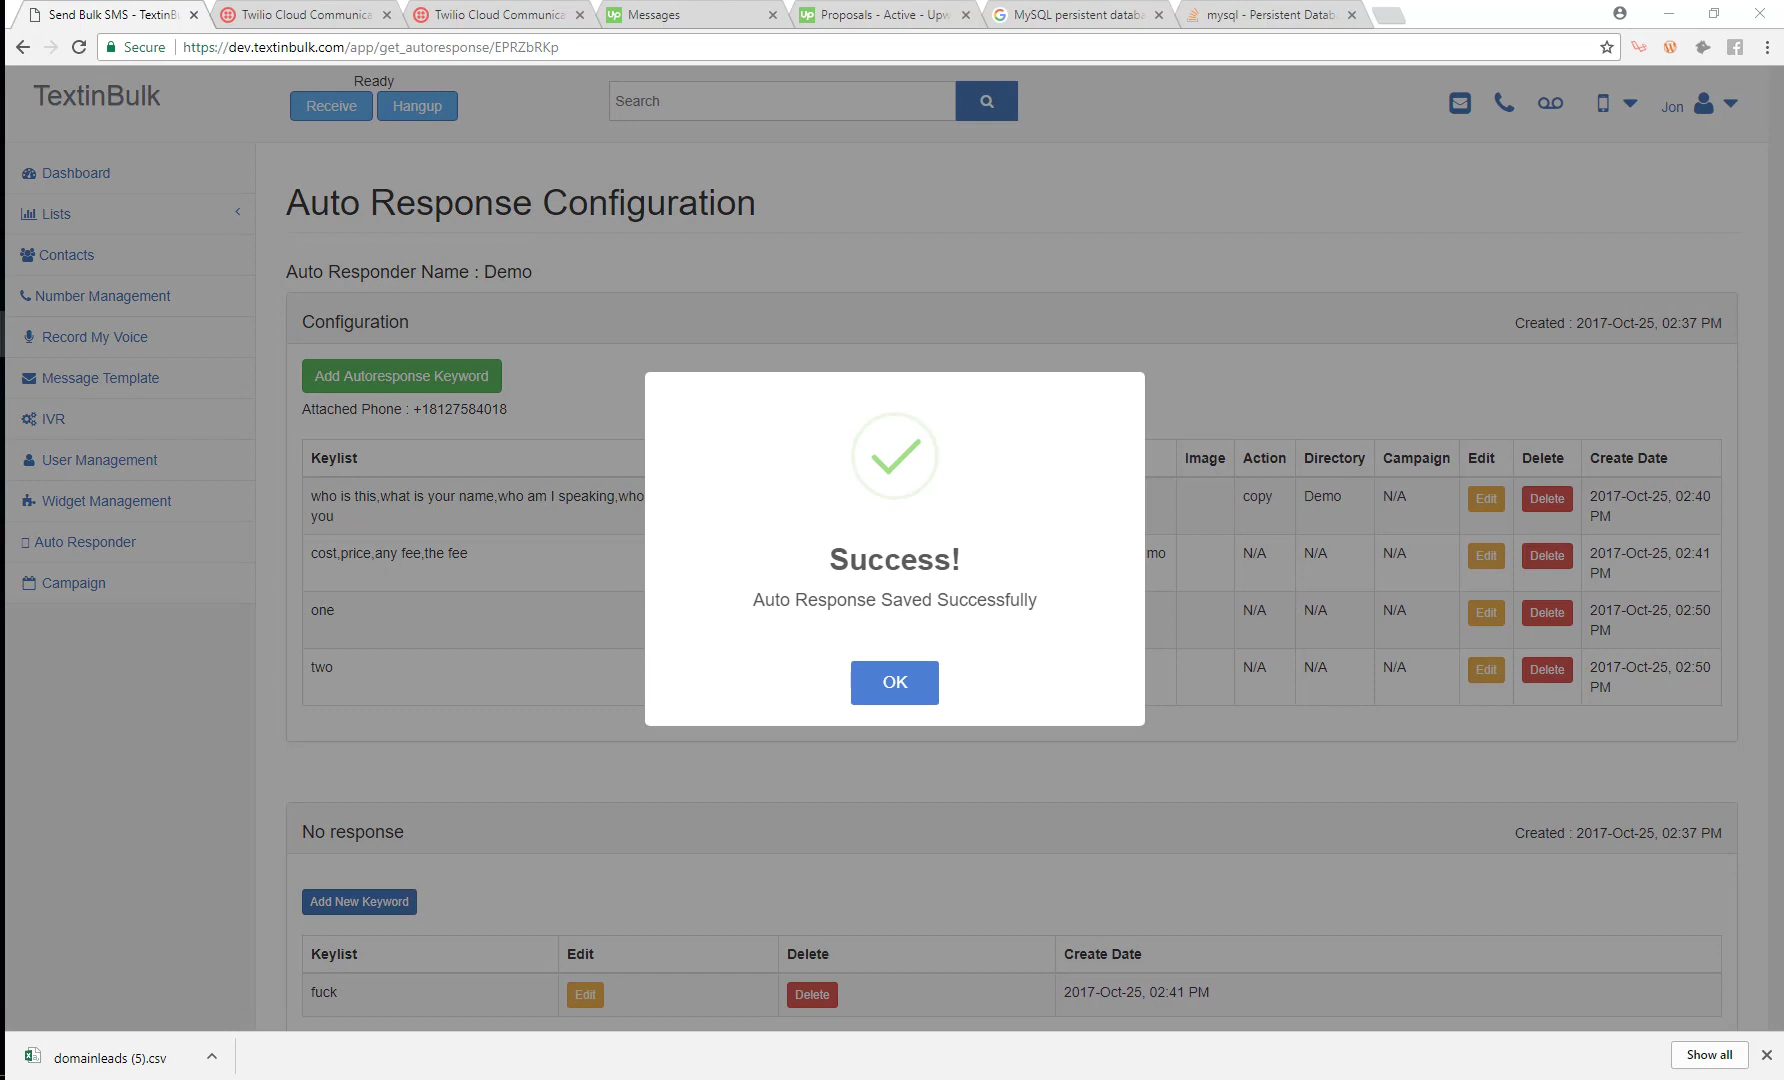 Send Bulk SMS - TextinBu
Twilio Cloud Communica
Twilio Cloud Communica
Messages
Proposals - Active - Upw
MySQL persistent databa
mysql - Persistent Datab
Secure
https://dev.textinbulk.com/app/get_autoresponse/EPRZbRKp
TextinBulk
Ready
Receive
Hangup
Search
Jon
Dashboard
Lists
Contacts
Number Management
Record My Voice
Message Template
IVR
User Management
Widget Management
Auto Responder
Campaign
Auto Response Configuration
Auto Responder Name : Demo
Configuration
Created : 2017-Oct-25, 02:37 PM
Add Autoresponse Keyword
Attached Phone : +18127584018
Keylist Image Action Directory Campaign Edit Delete Create Date
who is this,what is your name,who am I speaking,who copy Demo N/A Edit Delete 2017-Oct-25, 02:40
you PM
cost,price,any fee,the fee mo N/A N/A N/A Edit Delete 2017-Oct-25, 02:41
PM
one N/A N/A N/A Edit Delete 2017-Oct-25, 02:50
PM
two N/A N/A N/A Edit Delete 2017-Oct-25, 02:50
PM
Success!
Auto Response Saved Successfully
OK
No response
Created : 2017-Oct-25, 02:37 PM
Add New Keyword
Keylist Edit Delete Create Date
fuck Edit Delete 2017-Oct-25, 02:41 PM
domainleads (5).csv
Show all